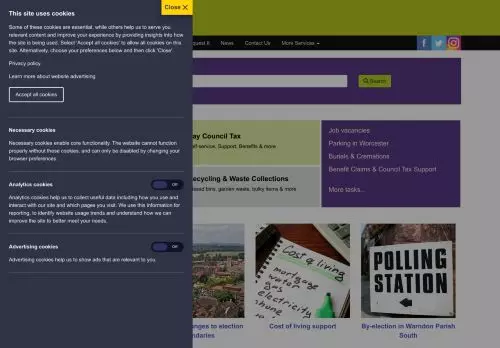 Close ×
This site uses cookies
Some of these cookies are essential, while others help us to serve you
relevant content and improve your experience by providing insights into how
the site is being used. Select 'Accept all cookies' to allow all cookies on this
site. Alternatively, choose your preferences below and then click 'Close'.
Privacy policy
Learn more about website advertising
Accept all cookies
Necessary cookies
Necessary cookies enable core functionality. The website cannot function
properly without these cookies, and can only be disabled by changing your
browser preferences.
Analytics cookies
Off
Analytics cookies help us to collect useful data including how you use and
interact with our site and which pages you visit. We use this information for
reporting, to identify website usage trends and understand how we can
improve the site to better meet your needs.
Advertising cookies
Off
Advertising cookies help us to show ads that are relevant to you.
quest It News Contact Us More Services
Search
ay Council Tax
elf-service, Support, Benefits & more
ecycling & Waste Collections
bins, garden waste, bulky items & more
Job vacancies
Parking in Worcester
Burials & Cremations
Benefit Claims & Council Tax Support
More tasks...
Cost of living
mortgage
water
gas
electricity
phone
POLLING
STATION
nges to election
ndaries
Cost of living support
By-election in Warndon Parish
South